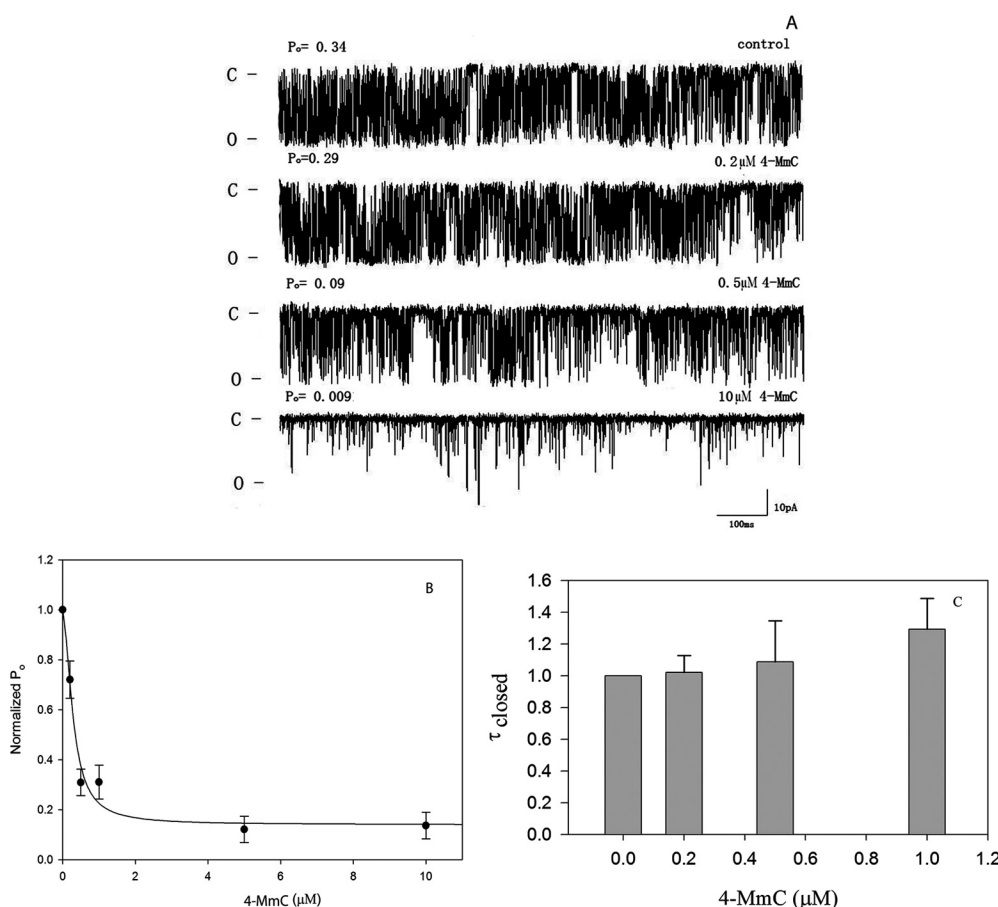 A
Pₒ= 0.34
control
C –
O –
Pₒ=0.29
0.2μM 4-MmC
C –
O –
Pₒ= 0.09
0.5μM 4-MmC
C –
O –
Pₒ= 0.009
10μM 4-MmC
C –
O –
10pA
100ms
B
1.2
1.0
0.8
0.6
0.4
0.2
0.0
Normalized Pₒ
0 2 4 6 8 10
4-MmC (μM)
C
1.6
1.4
1.2
1.0
0.8
0.6
0.4
0.2
0.0
τ closed
0.0 0.2 0.4 0.6 0.8 1.0 1.2
4-MmC (μM)